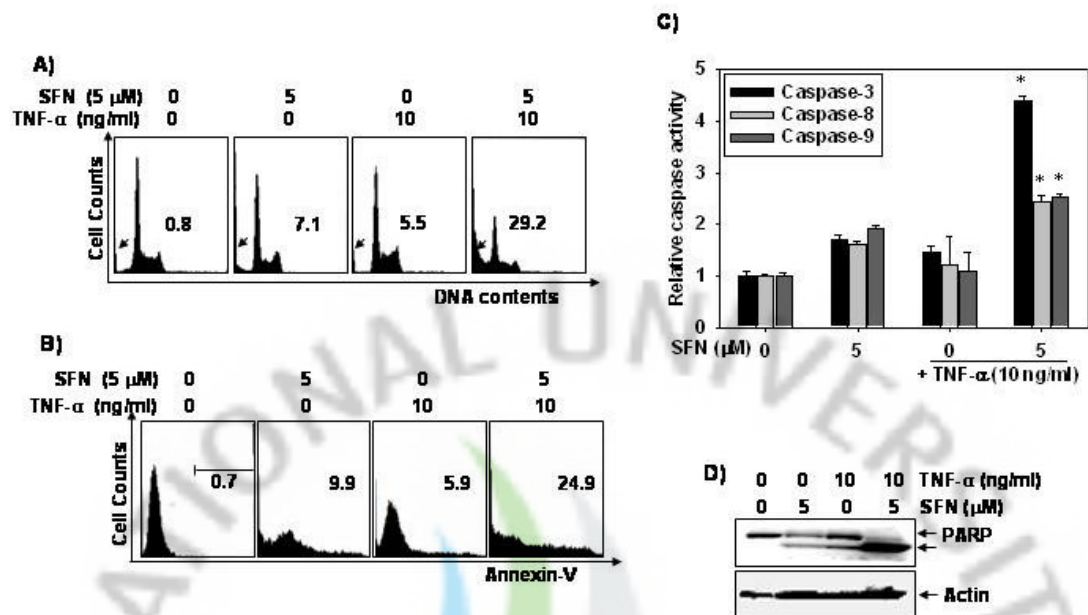 A)
SFN (5 µM) 0 5 0 5
TNF-α (ng/ml) 0 0 10 10
Cell Counts
0.8 7.1 5.5 29.2
DNA contents
B)
SFN (5 µM) 0 5 0 5
TNF-α (ng/ml) 0 0 10 10
Cell Counts
0.7 9.9 5.9 24.9
Annexin-V
C)
Relative caspase activity
5
4
3
2
1
0
Caspase-3
Caspase-8
Caspase-9
*
* *
SFN (µM) 0 5 0 5
+ TNF-α (10 ng/ml)
D)
0 0 10 10 TNF-α (ng/ml)
0 5 0 5 SFN (µM)
← PARP
←
← Actin
NATIONAL UNIVERSIT